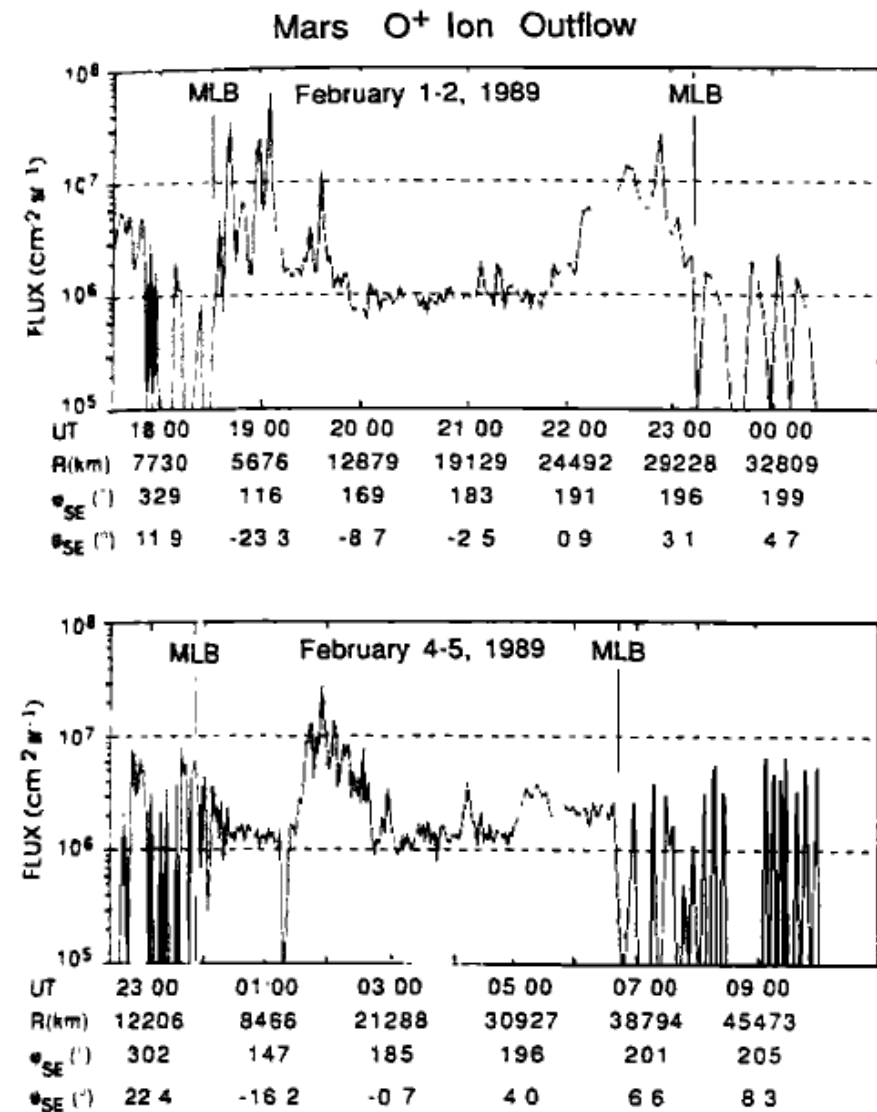 Mars O+ Ion Outflow
10⁸
MLB February 1-2, 1989 MLB
10⁷
FLUX (cm⁻² sr⁻¹)
10⁶
10⁵
UT 18 00 19 00 20 00 21 00 22 00 23 00 00 00
R(km) 7730 5676 12879 19129 24492 29228 32809
SE (°) 329 116 169 183 191 196 199
SE (°) 11 9 -23 3 -8 7 -2 5 0 9 3 1 4 7
10⁸
MLB February 4-5, 1989 MLB
10⁷
FLUX (cm⁻² sr⁻¹)
10⁶
10⁵
UT 23 00 01 00 03 00 05 00 07 00 09 00
R(km) 12206 8466 21288 30927 38794 45473
SE (°) 302 147 185 196 201 205
SE (°) 22 4 -16 2 -0 7 4 0 6 6 8 3